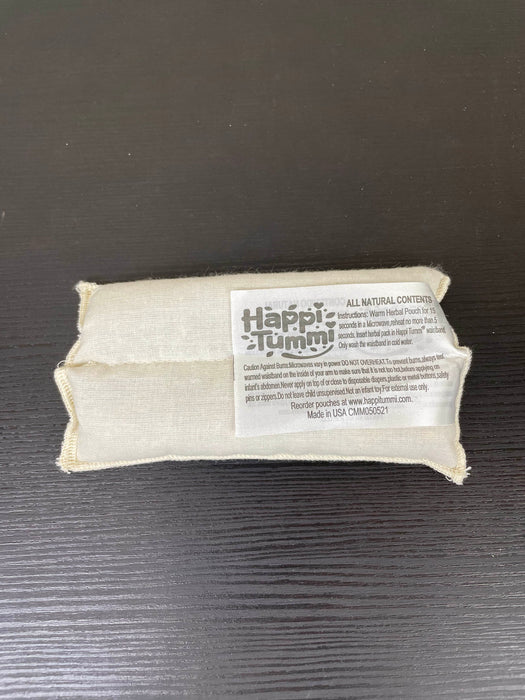 Happi
Tummi
ALL NATURAL CONTENTS
Instructions: Warm Herbal Pouch for 15
seconds in a Microwave,reheat no more than 5
seconds. Insert herbal pack in Happi Tummi waistband.
Only wash the waistband in cold water.
Caution Against Burns:Microwaves vary in power DO NOT OVERHEAT.To prevent burns,always test
warmed waistband on the inside of your arm to make sure that it is not too hot,before applying on
infant's abdomen.Never apply on top of or close to disposable diapers,plastic or metal buttons,safety
pins or zippers.Do not leave child unsupervised.Not an infant toy.For external use only.
Reorder pouches at www.happitummi.com.
Made in USA CMM050521